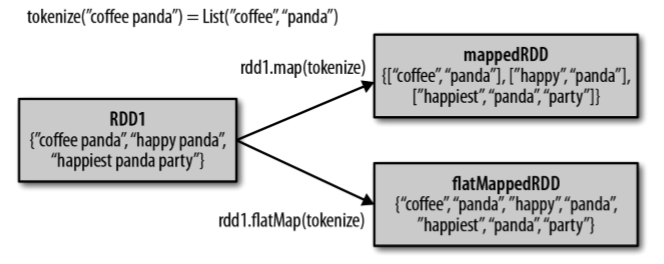 tokenize("coffee panda") = List("coffee", "panda")
rdd1.map(tokenize)
mappedRDD
{["coffee", "panda"], ["happy", "panda"],
["happiest", "panda", "party"]}
RDD1
{"coffee panda", "happy panda",
"happiest panda party"}
rdd1.flatMap(tokenize)
flatMappedRDD
{"coffee", "panda" "happy", "panda",
"happiest", "panda", "party"}